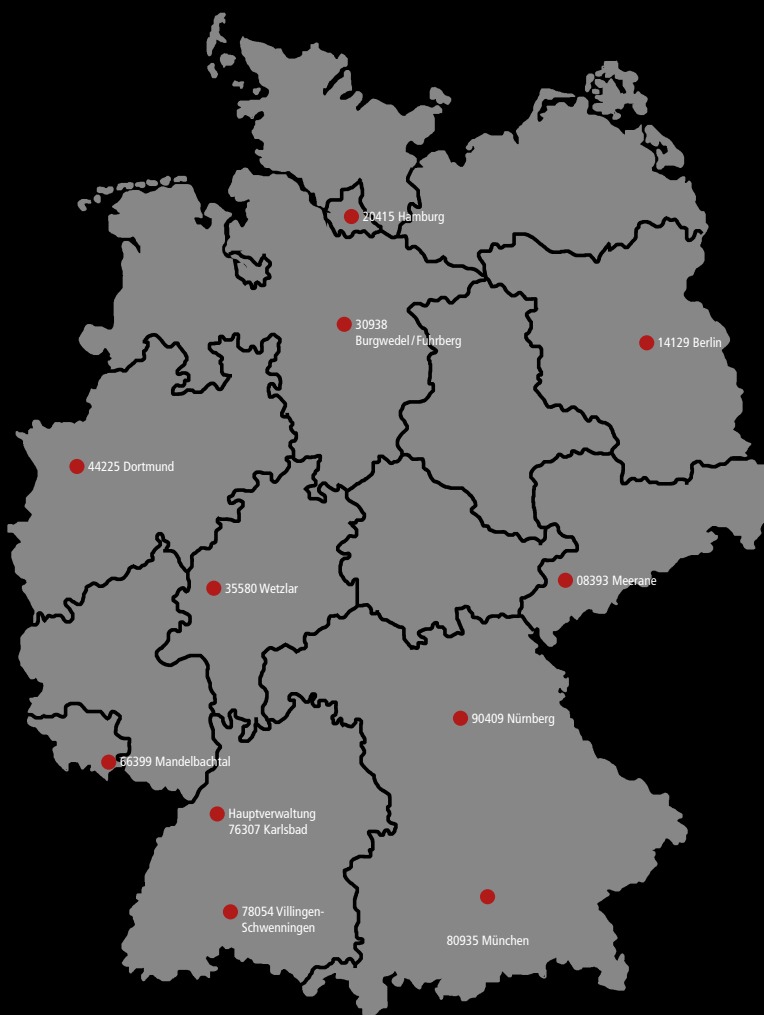 20415 Hamburg
30938
Burgwedel / Fuhrberg
14129 Berlin
44225 Dortmund
35580 Wetzlar
08393 Meerane
90409 Nürnberg
66399 Mandelbachtal
Hauptverwaltung
76307 Karlsbad
78054 Villingen-
Schwenningen
80935 München